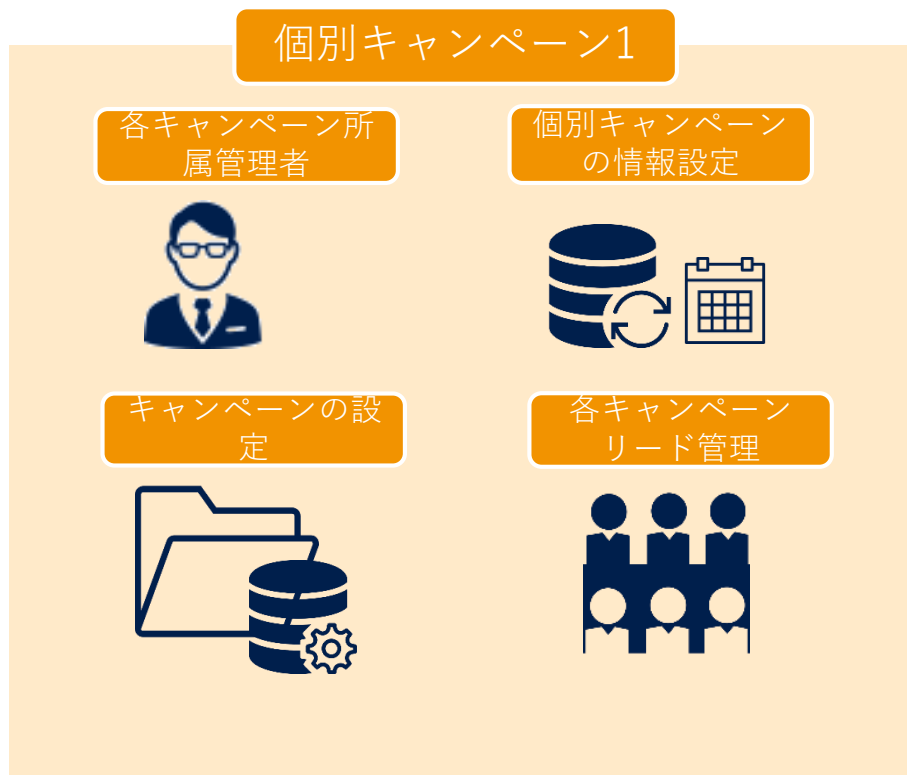 個別キャンペーン1
各キャンペーン所
属管理者
個別キャンペーン
の情報設定
キャンペーンの設
定
各キャンペーン
リード管理